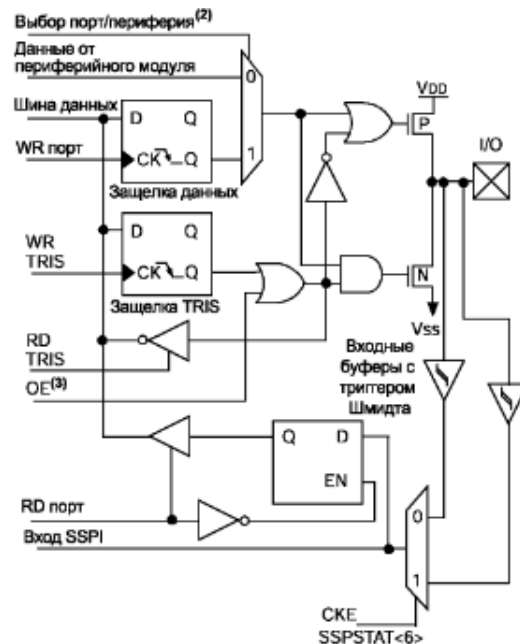 Выбор порт/периферия(2)
Данные от
периферийного модуля
0
Шина данных
D Q
WR порт
CK Q
1
Защелка данных
VDD
P
I/O
D Q
WR
TRIS
CK Q
Защелка TRIS
N
VSS
RD
TRIS
OE(3)
Входные
буферы с
триггером
Шмидта
Q D
EN
RD порт
Вход SSPI
0
1
CKE
SSPSTAT<6>